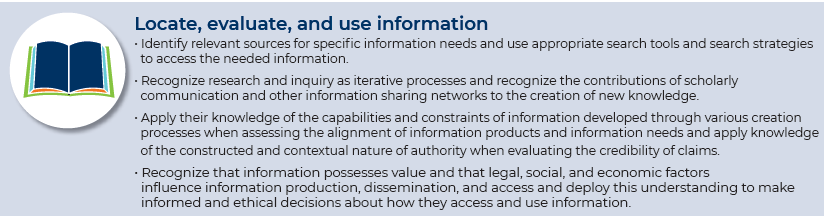 Locate, evaluate, and use information
· Identify relevant sources for specific information needs and use appropriate search tools and search strategies
to access the needed information.
· Recognize research and inquiry as iterative processes and recognize the contributions of scholarly
communication and other information sharing networks to the creation of new knowledge.
· Apply their knowledge of the capabilities and constraints of information developed through various creation
processes when assessing the alignment of information products and information needs and apply knowledge
of the constructed and contextual nature of authority when evaluating the credibility of claims.
· Recognize that information possesses value and that legal, social, and economic factors
influence information production, dissemination, and access and deploy this understanding to make
informed and ethical decisions about how they access and use information.